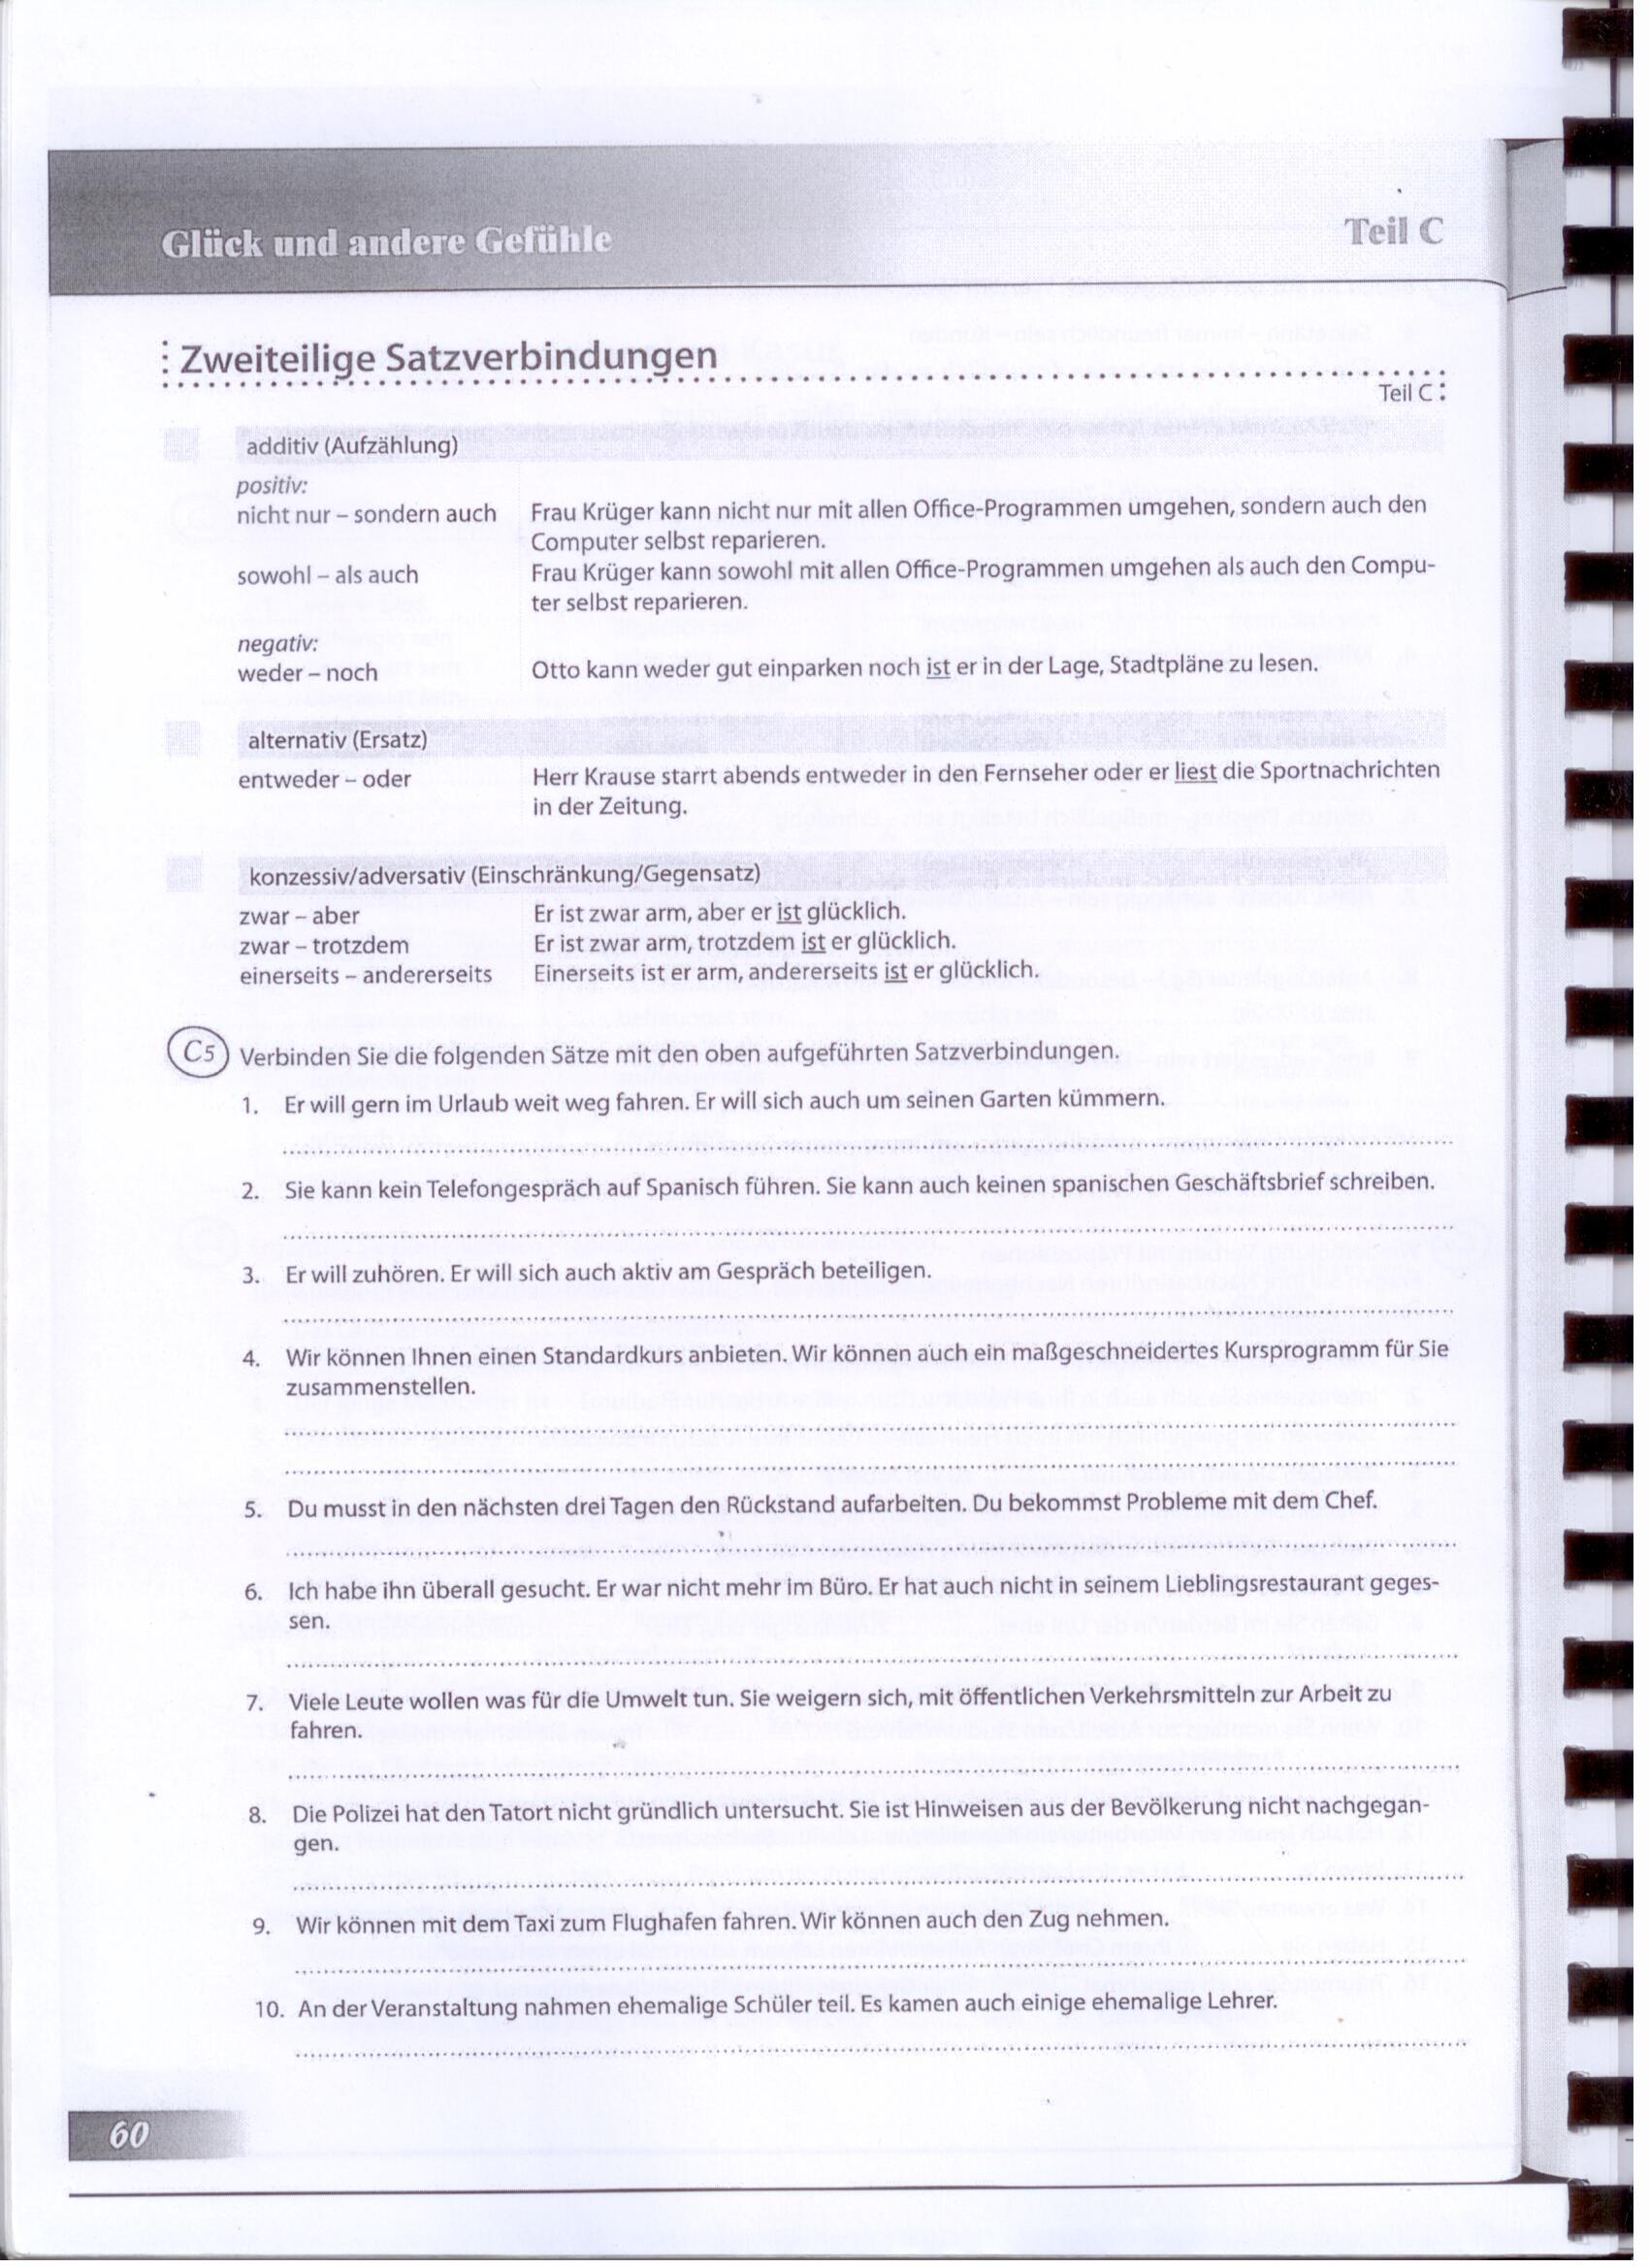 Glück und andere Gefühle
Teil C
Zweiteilige Satzverbindungen
Teil C
additiv (Aufzählung)
positiv:
nicht nur – sondern auch Frau Krüger kann nicht nur mit allen Office-Programmen umgehen, sondern auch den
Computer selbst reparieren.
sowohl – als auch Frau Krüger kann sowohl mit allen Office-Programmen umgehen als auch den Compu-
ter selbst reparieren.
negativ:
weder – noch Otto kann weder gut einparken noch ist er in der Lage, Stadtpläne zu lesen.
alternativ (Ersatz)
entweder – oder Herr Krause starrt abends entweder in den Fernseher oder er liest die Sportnachrichten
in der Zeitung.
konzessiv/adversativ (Einschränkung/Gegensatz)
zwar – aber Er ist zwar arm, aber er ist glücklich.
zwar – trotzdem Er ist zwar arm, trotzdem ist er glücklich.
einerseits – andererseits Einerseits ist er arm, andererseits ist er glücklich.
C5 Verbinden Sie die folgenden Sätze mit den oben aufgeführten Satzverbindungen.
1. Er will gern im Urlaub weit weg fahren. Er will sich auch um seinen Garten kümmern.
2. Sie kann kein Telefongespräch auf Spanisch führen. Sie kann auch keinen spanischen Geschäftsbrief schreiben.
3. Er will zuhören. Er will sich auch aktiv am Gespräch beteiligen.
4. Wir können Ihnen einen Standardkurs anbieten. Wir können auch ein maßgeschneidertes Kursprogramm für Sie
zusammenstellen.
5. Du musst in den nächsten drei Tagen den Rückstand aufarbeiten. Du bekommst Probleme mit dem Chef.
6. Ich habe ihn überall gesucht. Er war nicht mehr im Büro. Er hat auch nicht in seinem Lieblingsrestaurant geges-
sen.
7. Viele Leute wollen was für die Umwelt tun. Sie weigern sich, mit öffentlichen Verkehrsmitteln zur Arbeit zu
fahren.
8. Die Polizei hat den Tatort nicht gründlich untersucht. Sie ist Hinweisen aus der Bevölkerung nicht nachgegan-
gen.
9. Wir können mit dem Taxi zum Flughafen fahren. Wir können auch den Zug nehmen.
10. An der Veranstaltung nahmen ehemalige Schüler teil. Es kamen auch einige ehemalige Lehrer.
60